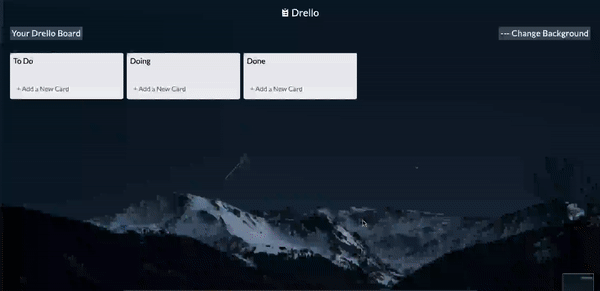 Drello
Your Drello Board
--- Change Background
To Do
Doing
Done
+ Add a New Card
+ Add a New Card
+ Add a New Card